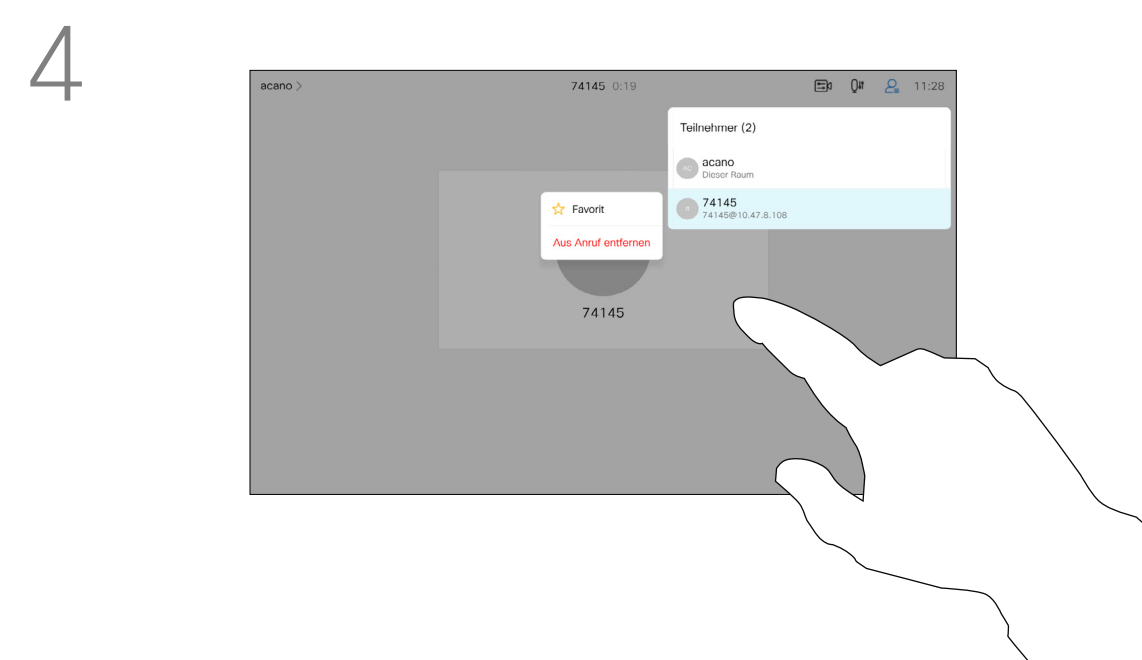 4
acano >
74145 0:19
11:28
Teilnehmer (2)
AC
acano
Dieser Raum
74145
74145@10.47.8.108
Favorit
Aus Anruf entfernen
74145